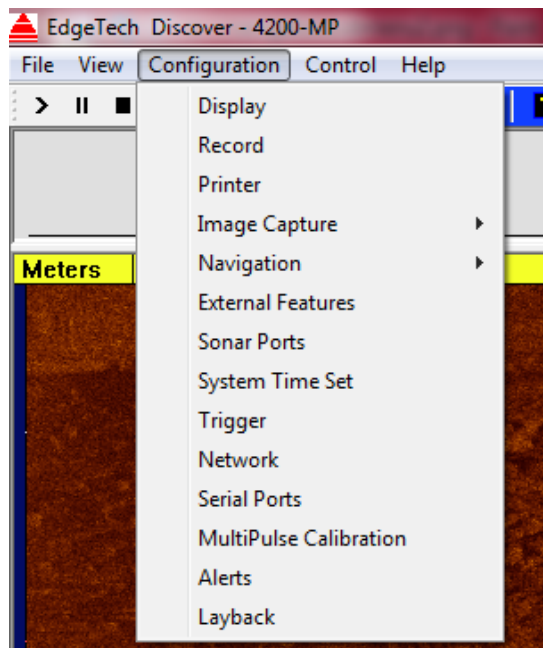 EdgeTech Discover - 4200-MP
File View Configuration Control Help
Display
Record
Printer
Image Capture
Navigation
Meters
External Features
Sonar Ports
System Time Set
Trigger
Network
Serial Ports
MultiPulse Calibration
Alerts
Layback